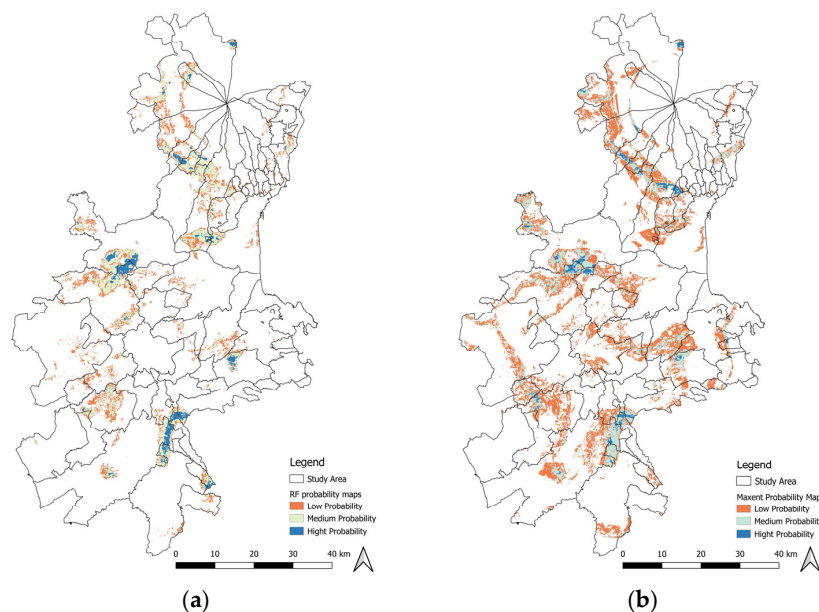 Legend
Study Area
RF probability maps
Low Probability
Medium Probability
Hight Probability
0 10 20 30 40 km
(a)
Legend
Study Area
Maxent Probability Map
Low Probability
Medium Probability
Hight Probability
0 10 20 30 40 km
(b)